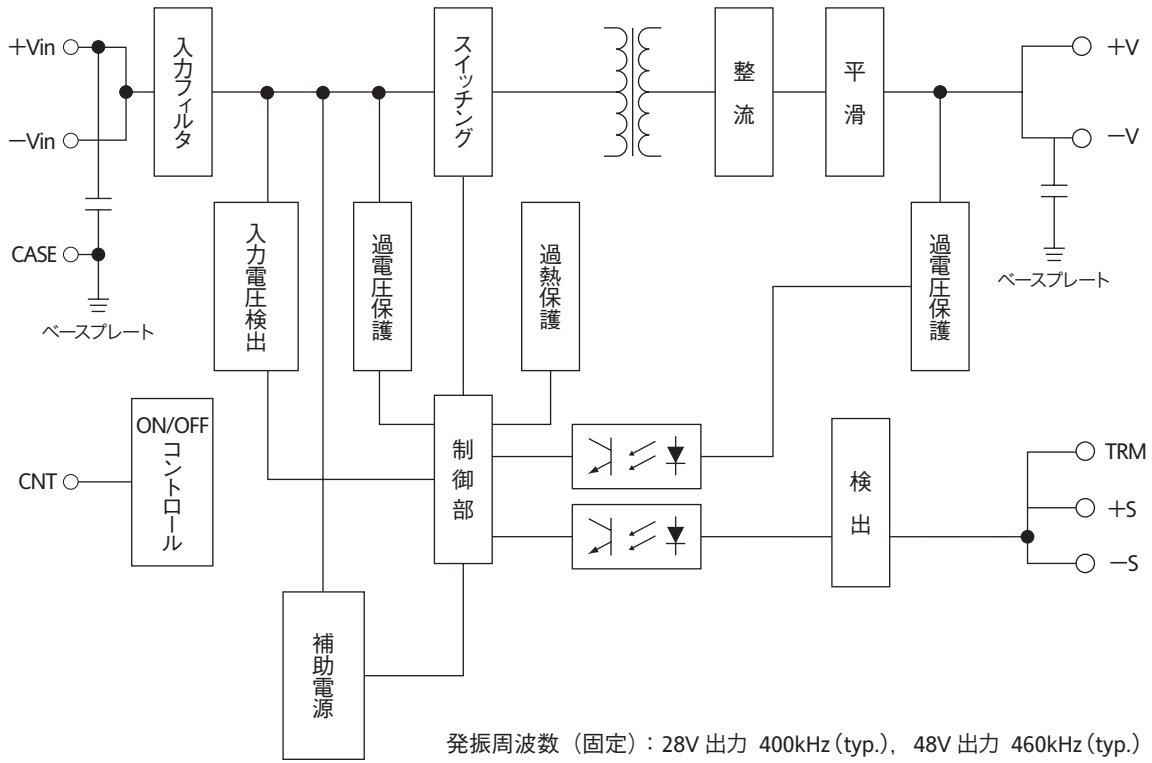 +Vin
−Vin
CASE
ベースプレート
入力フィルタ
スイッチング
整流
平滑
+V
−V
ベースプレート
入力電圧検出
過電圧保護
過熱保護
過電圧保護
CNT
ON/OFF
コントロール
制御部
検出
TRM
+S
−S
補助電源
発振周波数（固定）：28V 出力 400kHz（typ.）, 48V 出力 460kHz（typ.）